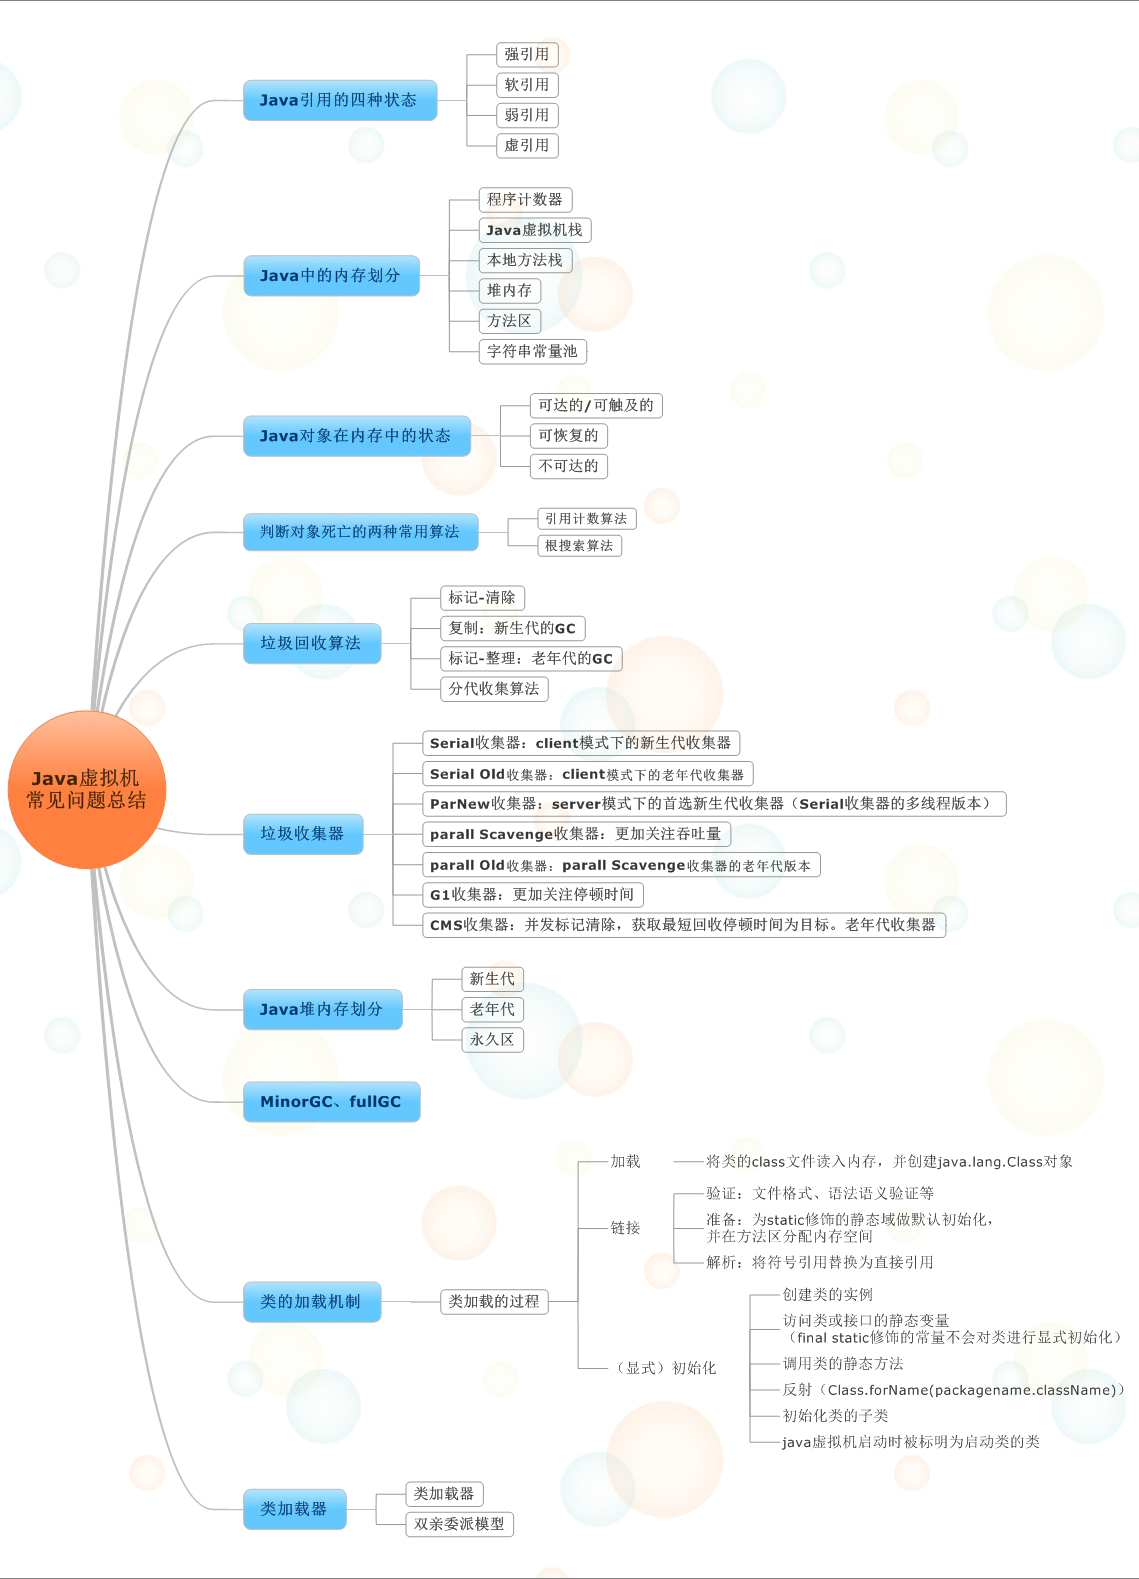 Java虚拟机
常见问题总结
Java引用的四种状态
强引用
软引用
弱引用
虚引用
Java中的内存划分
程序计数器
Java虚拟机栈
本地方法栈
堆内存
方法区
字符串常量池
Java对象在内存中的状态
可达的/可触及的
可恢复的
不可达的
判断对象死亡的两种常用算法
引用计数算法
根搜索算法
垃圾回收算法
标记-清除
复制：新生代的GC
标记-整理：老年代的GC
分代收集算法
垃圾收集器
Serial收集器：client模式下的新生代收集器
Serial Old收集器：client模式下的老年代收集器
ParNew收集器：server模式下的首选新生代收集器（Serial收集器的多线程版本）
parall Scavenge收集器：更加关注吞吐量
parall Old收集器：parall Scavenge收集器的老年代版本
G1收集器：更加关注停顿时间
CMS收集器：并发标记清除，获取最短回收停顿时间为目标。老年代收集器
Java堆内存划分
新生代
老年代
永久区
MinorGC、fullGC
类的加载机制
类加载的过程
加载
将类的class文件读入内存，并创建java.lang.Class对象
链接
验证：文件格式、语法语义验证等
准备：为static修饰的静态域做默认初始化，
并在方法区分配内存空间
解析：将符号引用替换为直接引用
（显式）初始化
创建类的实例
访问类或接口的静态变量
（final static修饰的常量不会对类进行显式初始化）
调用类的静态方法
反射（Class.forName(packagename.className)）
初始化类的子类
java虚拟机启动时被标明为启动类的类
类加载器
类加载器
双亲委派模型